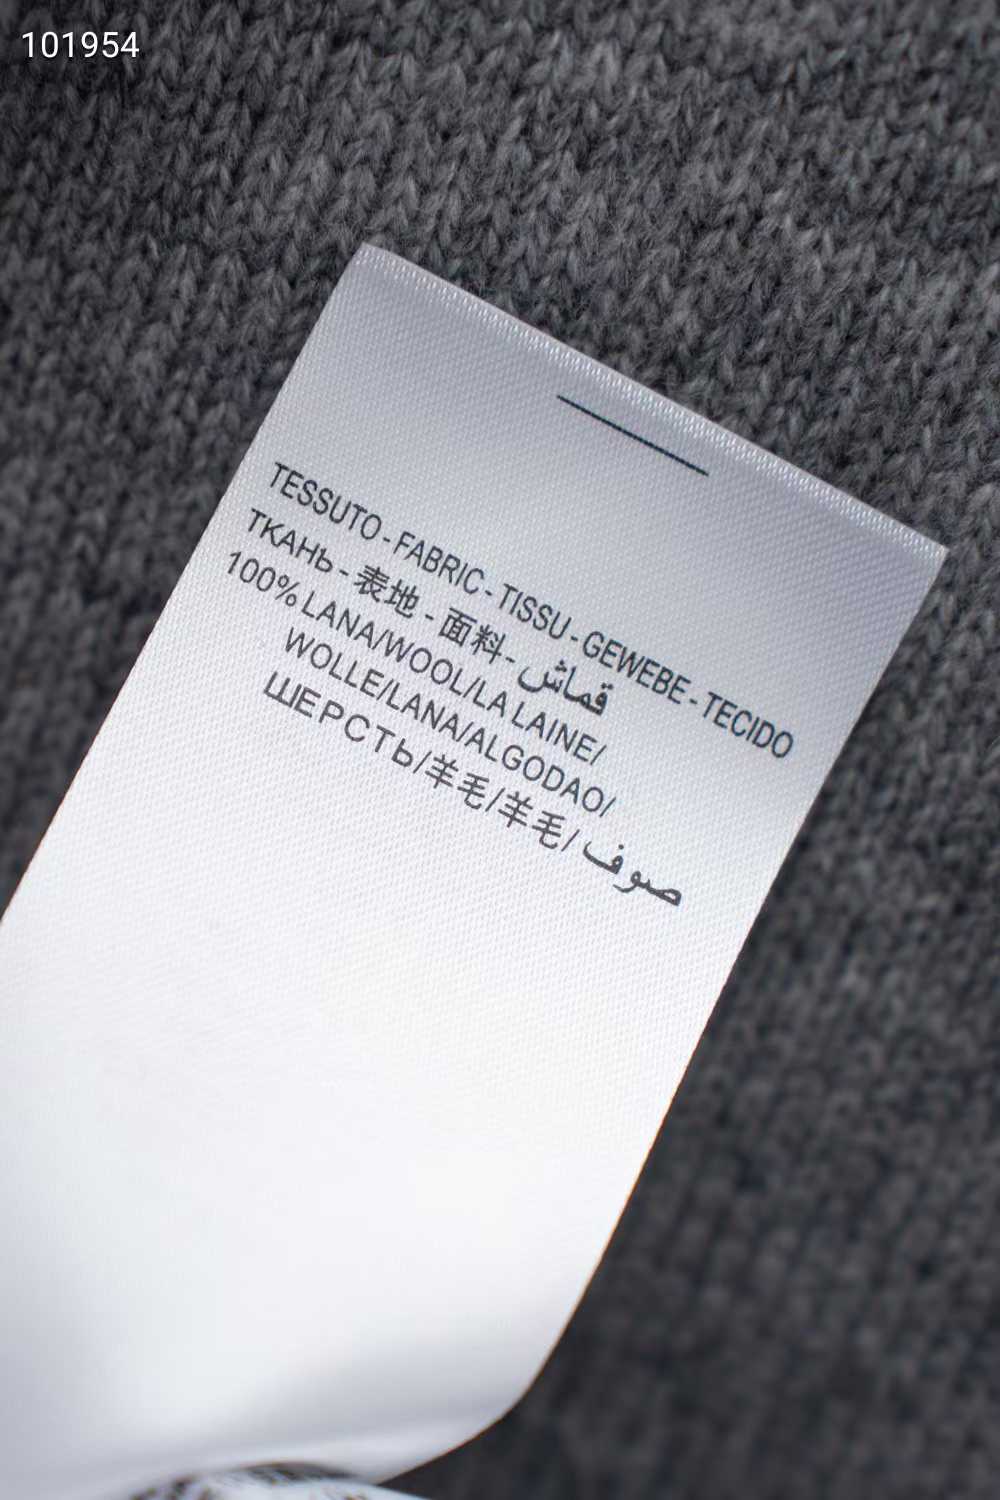 101954
TESSUTO - FABRIC - TISSU - GEWEBE - TECIDO
ТКАНЬ - 表地 - 面料 - قماش
100% LANA/WOOL/LA LAINE/
WOLLE/LANA/ALGODAO/
ШЕРСТЬ/羊毛/羊毛/ صوف